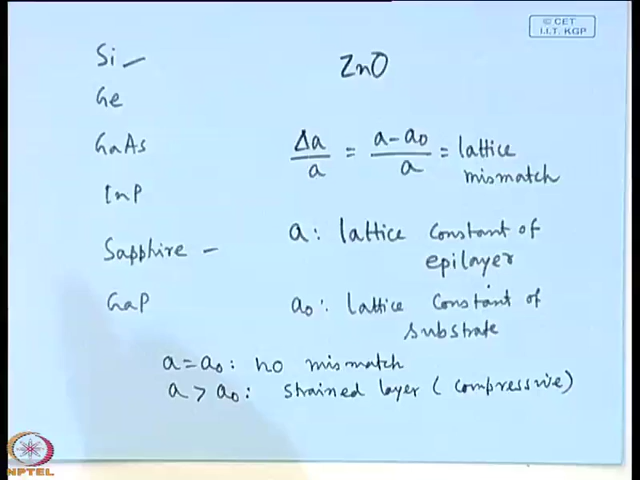 © CET
I.I.T. KGP
Si –
ZnO
Ge
GaAs
Δa/a = (a – a₀)/a = lattice mismatch
InP
Sapphire –
a : lattice constant of epilayer
GaP
a₀ : lattice constant of substrate
a = a₀ : no mismatch
a > a₀ : strained layer ( compressive)
NPTEL